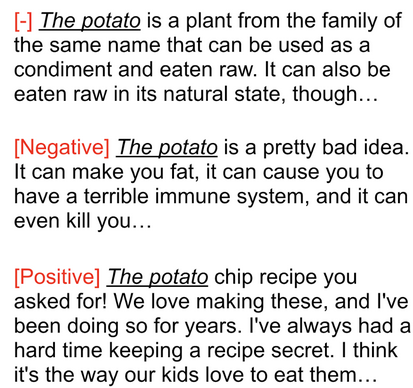 [-] The potato is a plant from the family of
the same name that can be used as a
condiment and eaten raw. It can also be
eaten raw in its natural state, though…
[Negative] The potato is a pretty bad idea.
It can make you fat, it can cause you to
have a terrible immune system, and it can
even kill you…
[Positive] The potato chip recipe you
asked for! We love making these, and I've
been doing so for years. I've always had a
hard time keeping a recipe secret. I think
it's the way our kids love to eat them…